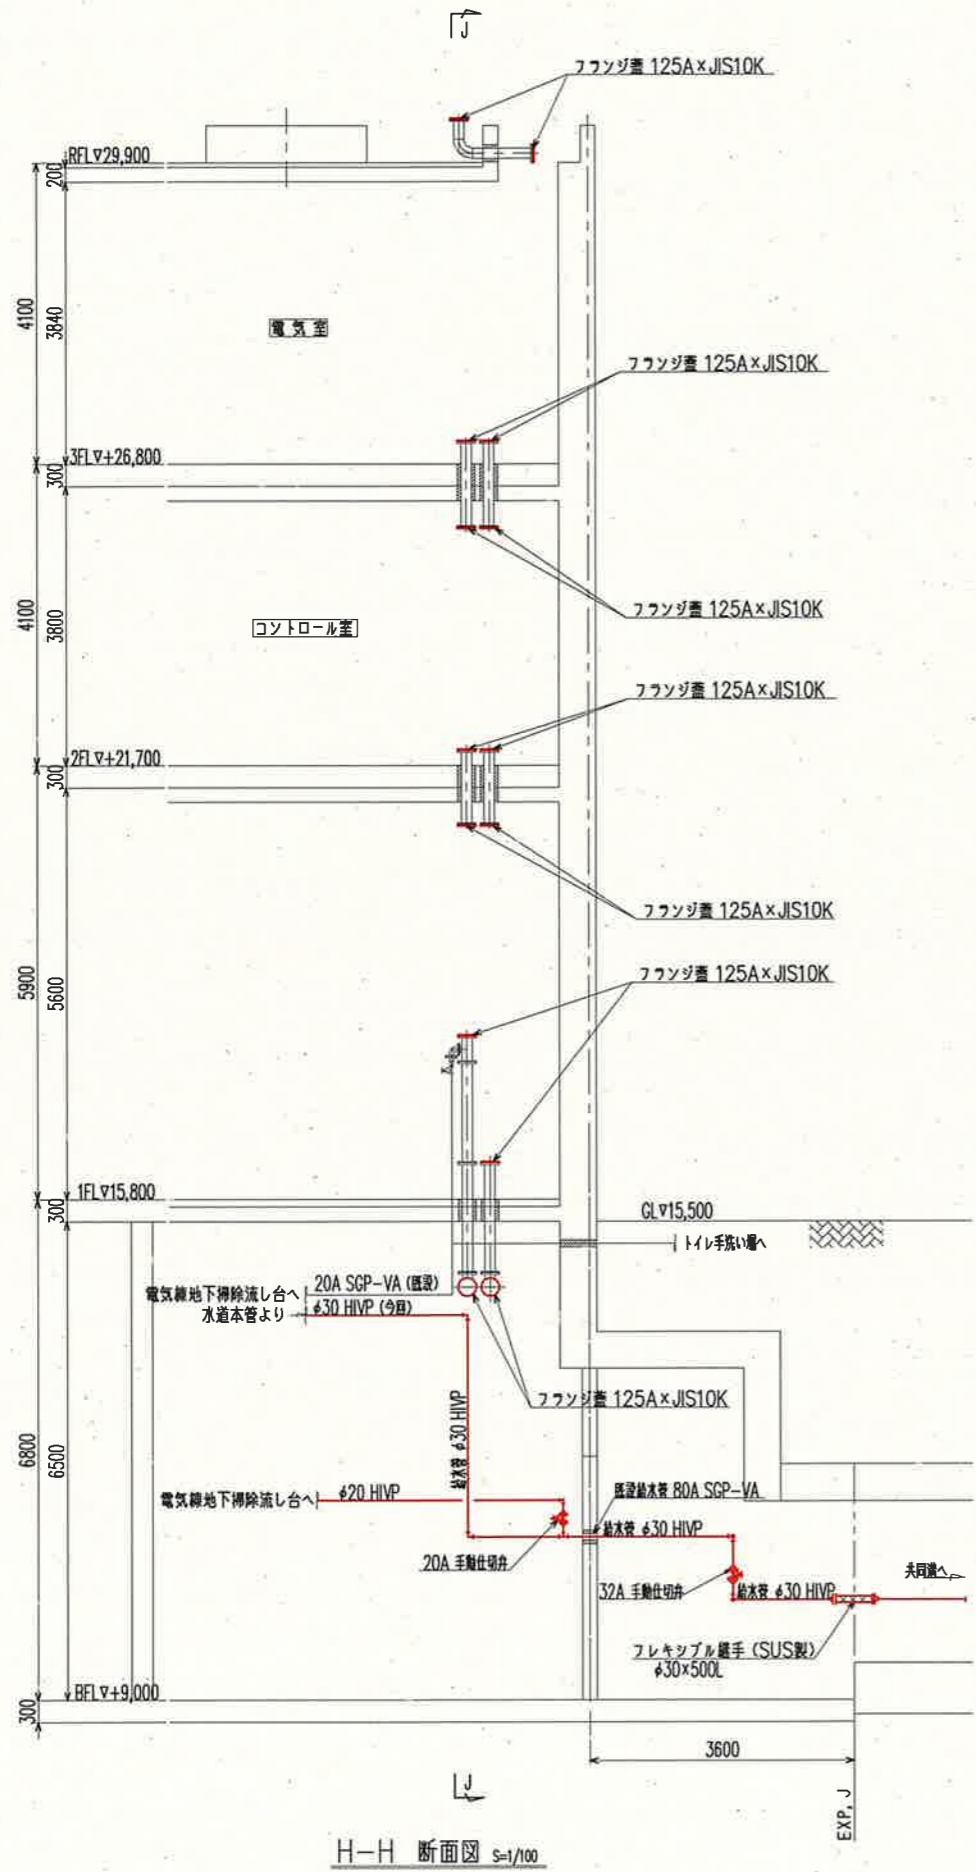 J
フランジ蓋 125A×JIS10K
RFL▽29,900
200
4100
3840
電気室
フランジ蓋 125A×JIS10K
3FL▽+26,800
300
フランジ蓋 125A×JIS10K
4100
3800
コントロール室
フランジ蓋 125A×JIS10K
2FL▽+21,700
300
フランジ蓋 125A×JIS10K
フランジ蓋 125A×JIS10K
5900
5600
1FL▽15,800
300
GL▽15,500
トイレ手洗い場へ
電気線地下掃除流し台へ
20A SGP-VA (既設)
水道本管より
φ30 HIVP (今回)
フランジ蓋 125A×JIS10K
給水管 φ30 HIVP
6800
6500
電気線地下掃除流し台へ
φ20 HIVP
既設給水管 80A SGP-VA
給水管 φ30 HIVP
20A 手動仕切弁
共同溝へ
32A 手動仕切弁
給水管 φ30 HIVP
フレキシブル継手 (SUS製)
φ30×500L
BFL▽+9,000
300
3600
J
EXP, J
H-H 断面図 S=1/100